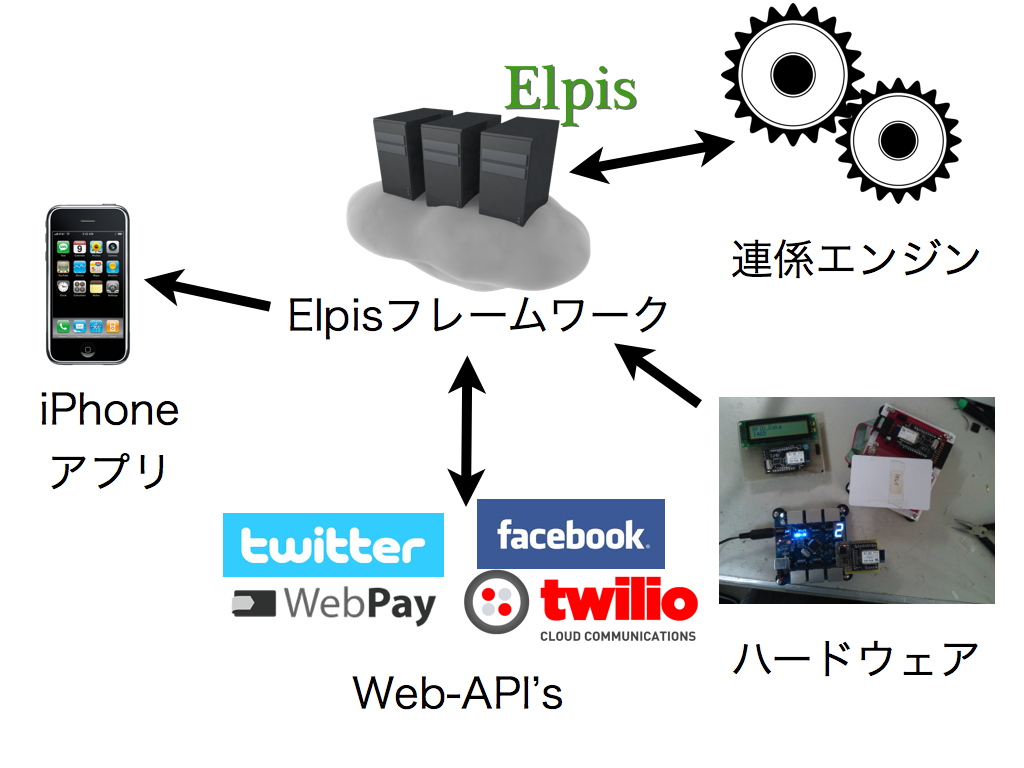 Elpis
連係エンジン
Elpisフレームワーク
iPhone
アプリ
twitter
facebook.
WebPay
twilio
CLOUD COMMUNICATIONS
Web-API’s
2
ハードウェア